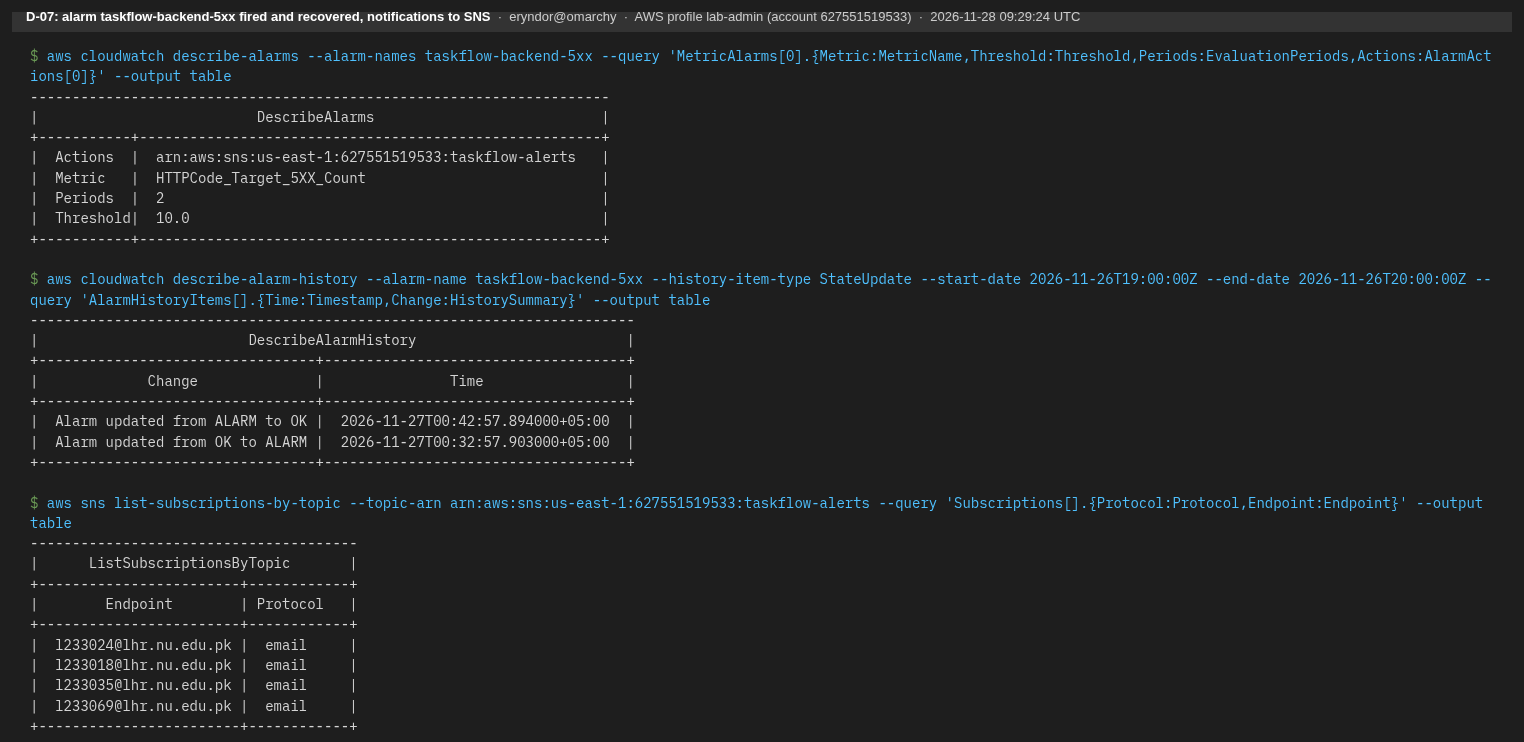 D-07: alarm taskflow-backend-5xx fired and recovered, notifications to SNS · eryndor@omarchy · AWS profile lab-admin (account 627551519533) · 2026-11-28 09:29:24 UTC
$ aws cloudwatch describe-alarms --alarm-names taskflow-backend-5xx --query 'MetricAlarms[0].{Metric:MetricName,Threshold:Threshold,Periods:EvaluationPeriods,Actions:AlarmAct
ions[0]}' --output table
---------------------------------------------------------------------
|                          DescribeAlarms                           |
+-----------+-------------------------------------------------------+
|  Actions  |  arn:aws:sns:us-east-1:627551519533:taskflow-alerts   |
|  Metric   |  HTTPCode_Target_5XX_Count                            |
|  Periods  |  2                                                    |
|  Threshold|  10.0                                                 |
+-----------+-------------------------------------------------------+
$ aws cloudwatch describe-alarm-history --alarm-name taskflow-backend-5xx --history-item-type StateUpdate --start-date 2026-11-26T19:00:00Z --end-date 2026-11-26T20:00:00Z --
query 'AlarmHistoryItems[].{Time:Timestamp,Change:HistorySummary}' --output table
------------------------------------------------------------------------
|                         DescribeAlarmHistory                         |
+---------------------------------+------------------------------------+
|             Change              |               Time                 |
+---------------------------------+------------------------------------+
|  Alarm updated from ALARM to OK |  2026-11-27T00:42:57.894000+05:00  |
|  Alarm updated from OK to ALARM |  2026-11-27T00:32:57.903000+05:00  |
+---------------------------------+------------------------------------+
$ aws sns list-subscriptions-by-topic --topic-arn arn:aws:sns:us-east-1:627551519533:taskflow-alerts --query 'Subscriptions[].{Protocol:Protocol,Endpoint:Endpoint}' --output
table
---------------------------------------
|      ListSubscriptionsByTopic       |
+------------------------+------------+
|        Endpoint        | Protocol   |
+------------------------+------------+
|  l233024@lhr.nu.edu.pk |  email     |
|  l233018@lhr.nu.edu.pk |  email     |
|  l233035@lhr.nu.edu.pk |  email     |
|  l233069@lhr.nu.edu.pk |  email     |
+------------------------+------------+